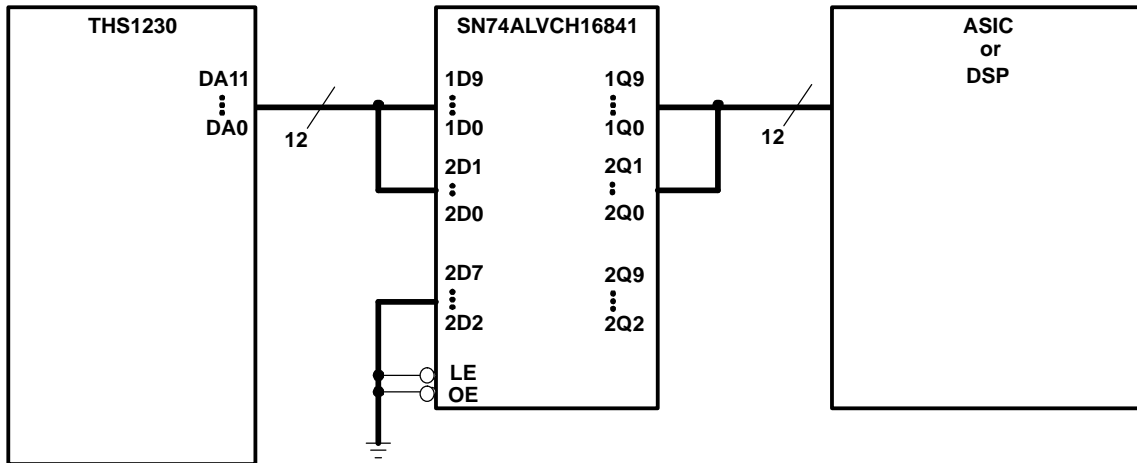 THS1230
DA11
DA0
12
SN74ALVCH16841
1D9
1D0
2D1
2D0
2D7
2D2
LE
OE
1Q9
1Q0
2Q1
2Q0
2Q9
2Q2
12
ASIC
or
DSP